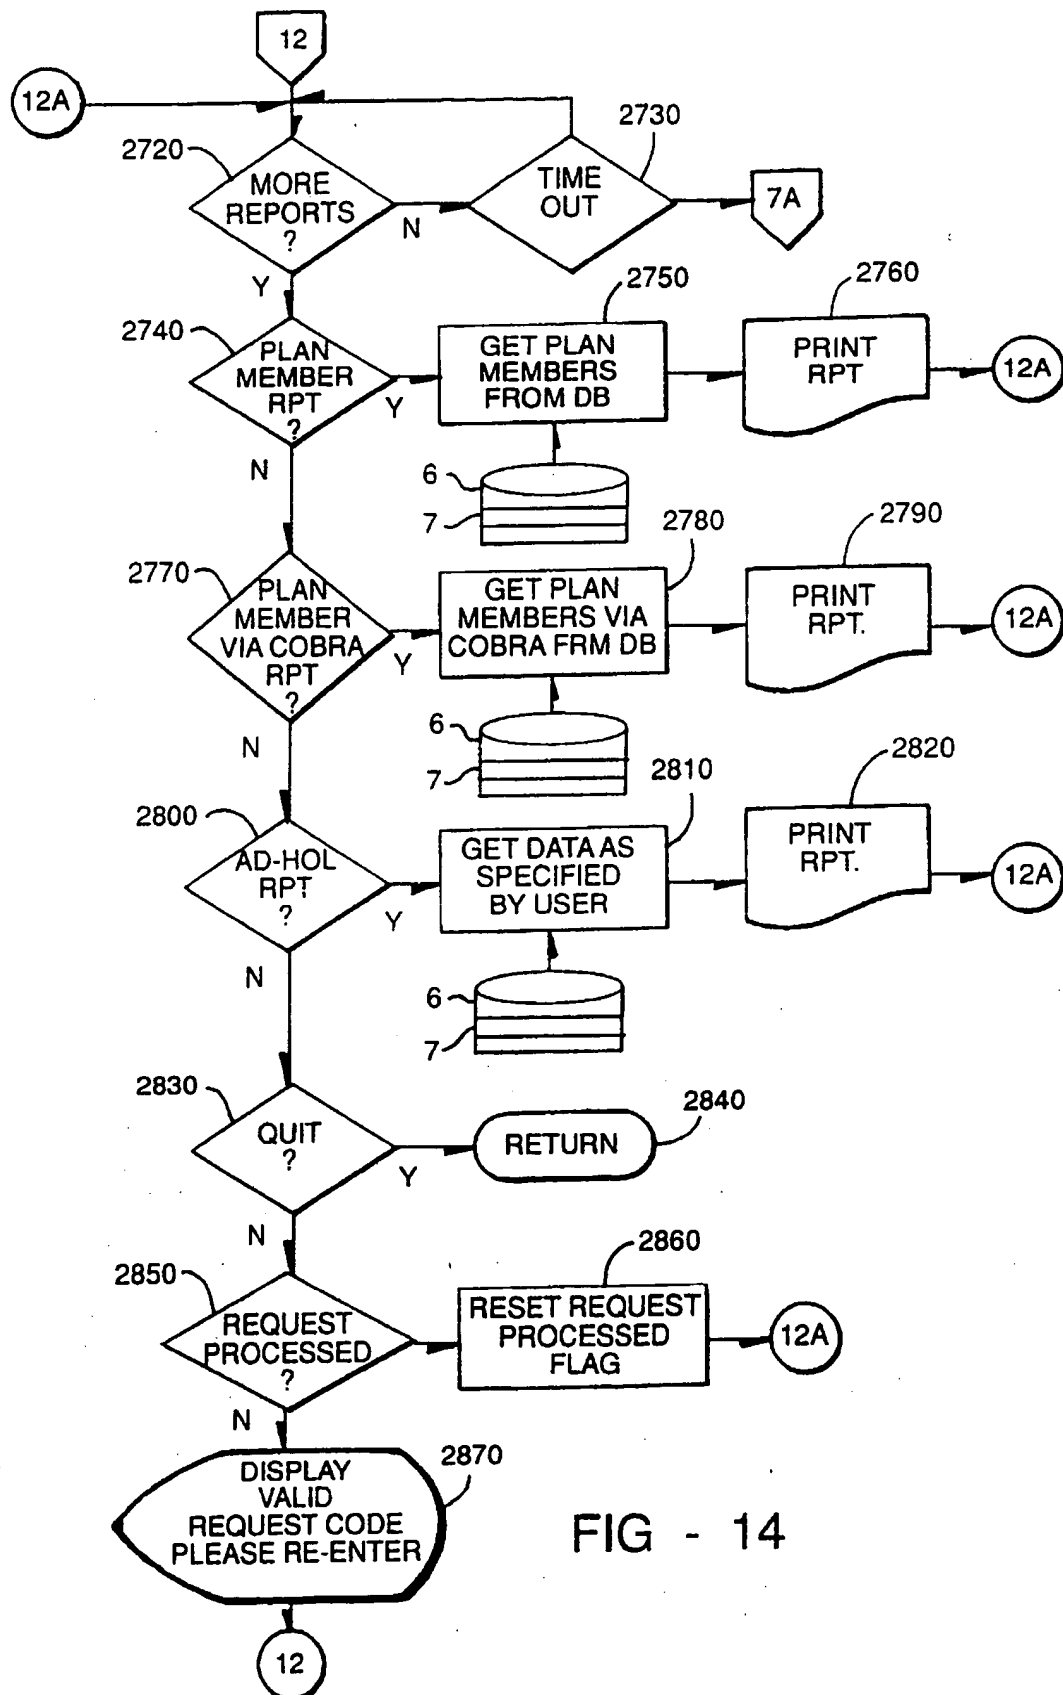 12
12A
2730
2720
MORE
REPORTS
?
TIME
OUT
7A
N
Y
2750
2760
2740
PLAN
MEMBER
RPT
?
GET PLAN
MEMBERS
FROM DB
PRINT
RPT
12A
Y
N
6
7
2780
2790
2770
PLAN
MEMBER
VIA COBRA
RPT
?
GET PLAN
MEMBERS VIA
COBRA FRM DB
PRINT
RPT.
12A
Y
N
6
7
2810
2820
2800
AD-HOL
RPT
?
GET DATA AS
SPECIFIED
BY USER
PRINT
RPT.
12A
Y
N
6
7
2830
QUIT
?
RETURN
2840
Y
N
2850
2860
REQUEST
PROCESSED
?
RESET REQUEST
PROCESSED
FLAG
12A
N
2870
DISPLAY
VALID
REQUEST CODE
PLEASE RE-ENTER
FIG - 14
12